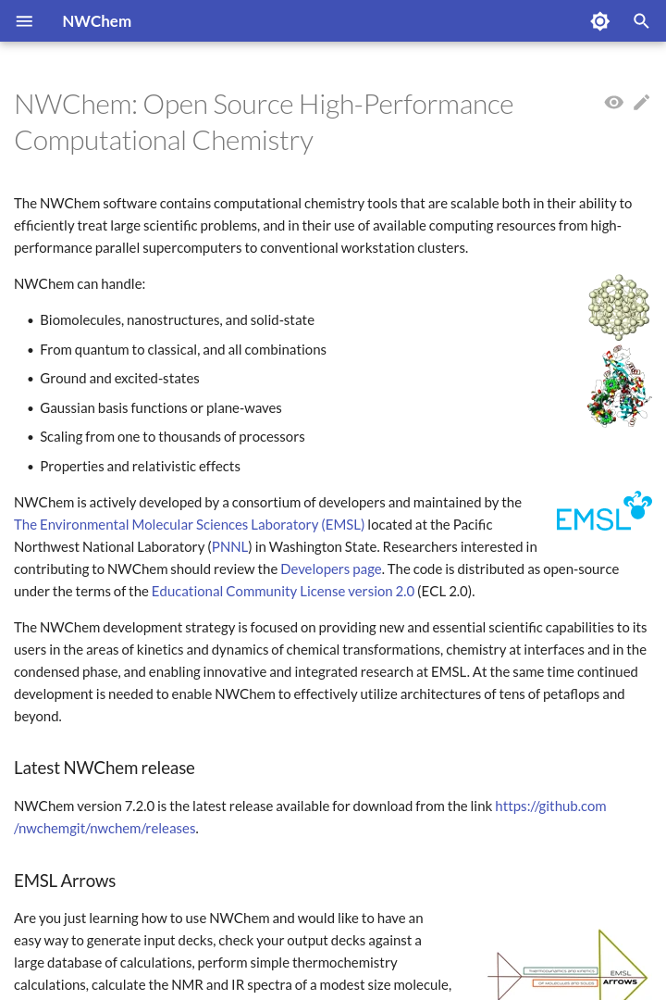 NWChem
NWChem: Open Source High-Performance
Computational Chemistry
The NWChem software contains computational chemistry tools that are scalable both in their ability to
efficiently treat large scientific problems, and in their use of available computing resources from high-
performance parallel supercomputers to conventional workstation clusters.
NWChem can handle:
• Biomolecules, nanostructures, and solid-state
• From quantum to classical, and all combinations
• Ground and excited-states
• Gaussian basis functions or plane-waves
• Scaling from one to thousands of processors
• Properties and relativistic effects
NWChem is actively developed by a consortium of developers and maintained by the
EMSL
The Environmental Molecular Sciences Laboratory (EMSL) located at the Pacific
Northwest National Laboratory (PNNL) in Washington State. Researchers interested in
contributing to NWChem should review the Developers page. The code is distributed as open-source
under the terms of the Educational Community License version 2.0 (ECL 2.0).
The NWChem development strategy is focused on providing new and essential scientific capabilities to its
users in the areas of kinetics and dynamics of chemical transformations, chemistry at interfaces and in the
condensed phase, and enabling innovative and integrated research at EMSL. At the same time continued
development is needed to enable NWChem to effectively utilize architectures of tens of petaflops and
beyond.
Latest NWChem release
NWChem version 7.2.0 is the latest release available for download from the link https://github.com
/nwchemgit/nwchem/releases.
EMSL Arrows
Are you just learning how to use NWChem and would like to have an
easy way to generate input decks, check your output decks against a
large database of calculations, perform simple thermochemistry
calculations, calculate the NMR and IR spectra of a modest size molecule,
Thermodynamics and kinetics
of Molecules and Solids
EMSL
Arrows